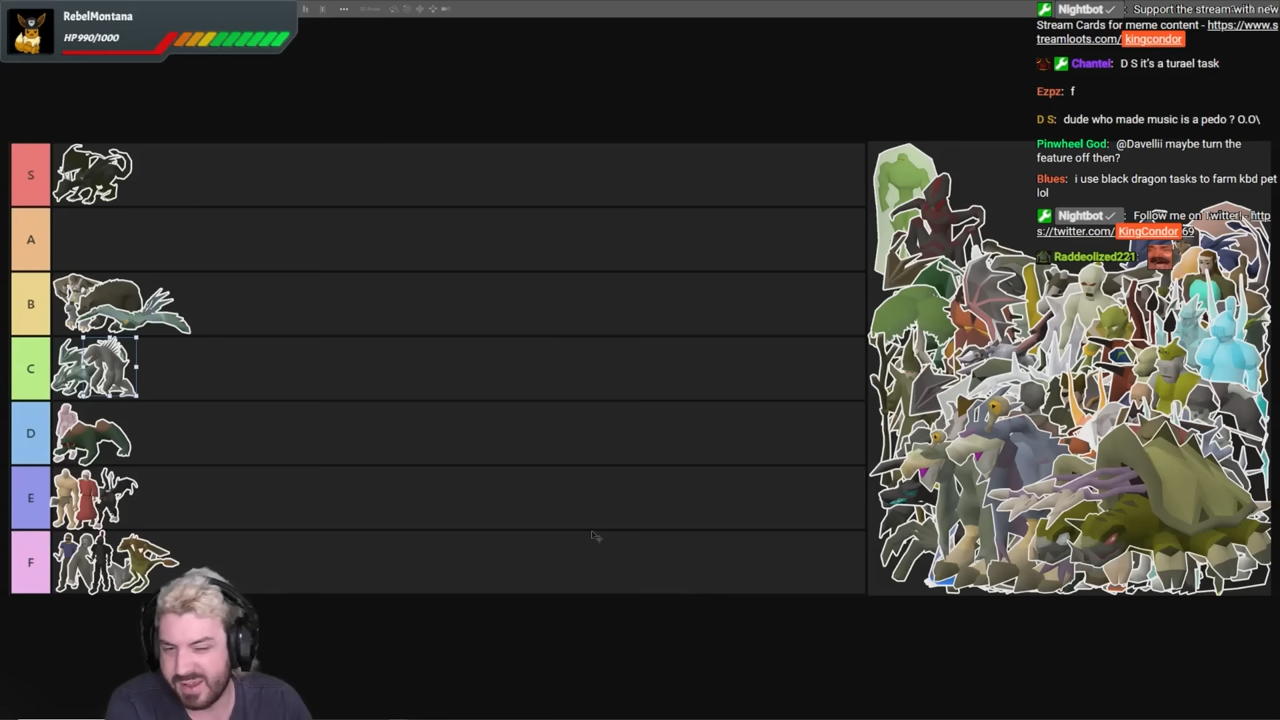 RebelMontana
HP 990/1000
Nightbot ✓ : Support the stream with new
Stream Cards for meme content - https://www.s
treamloots.com/kingcondor
Chantei: D S it's a turael task
Ezpz: f
D S: dude who made music is a pedo ? O.O\
Pinwheel God: @Davellii maybe turn the
feature off then?
Blues: i use black dragon tasks to farm kbd pet
lol
Nightbot ✓ : Follow me on Twitter! - http
s://twitter.com/KingCondor69
Raddeolized221:
S
A
B
C
D
E
F